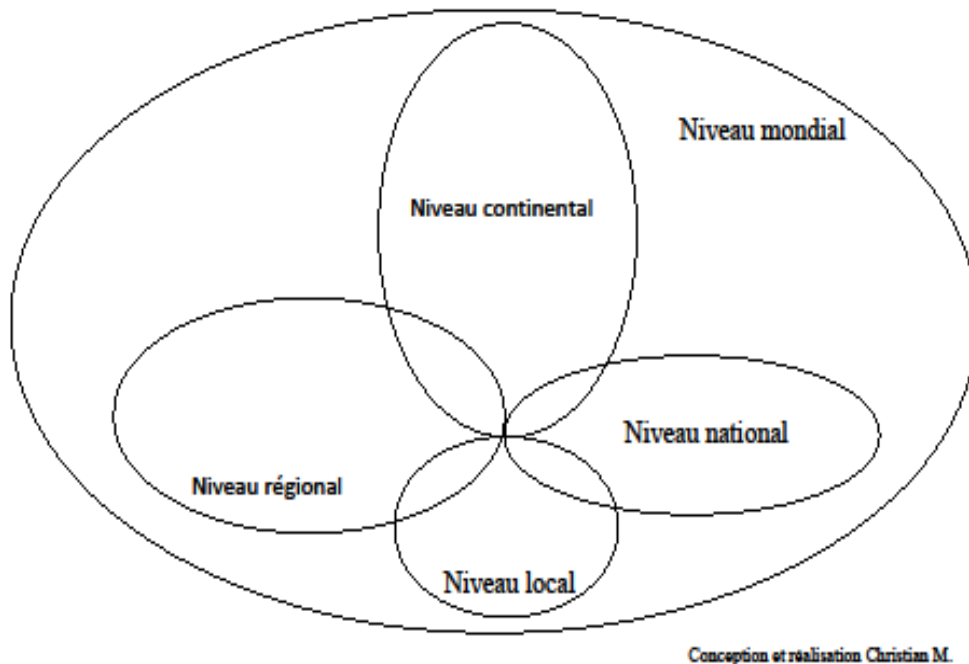 Niveau mondial
Niveau continental
Niveau national
Niveau régional
Niveau local
Conception et réalisation Christian M.